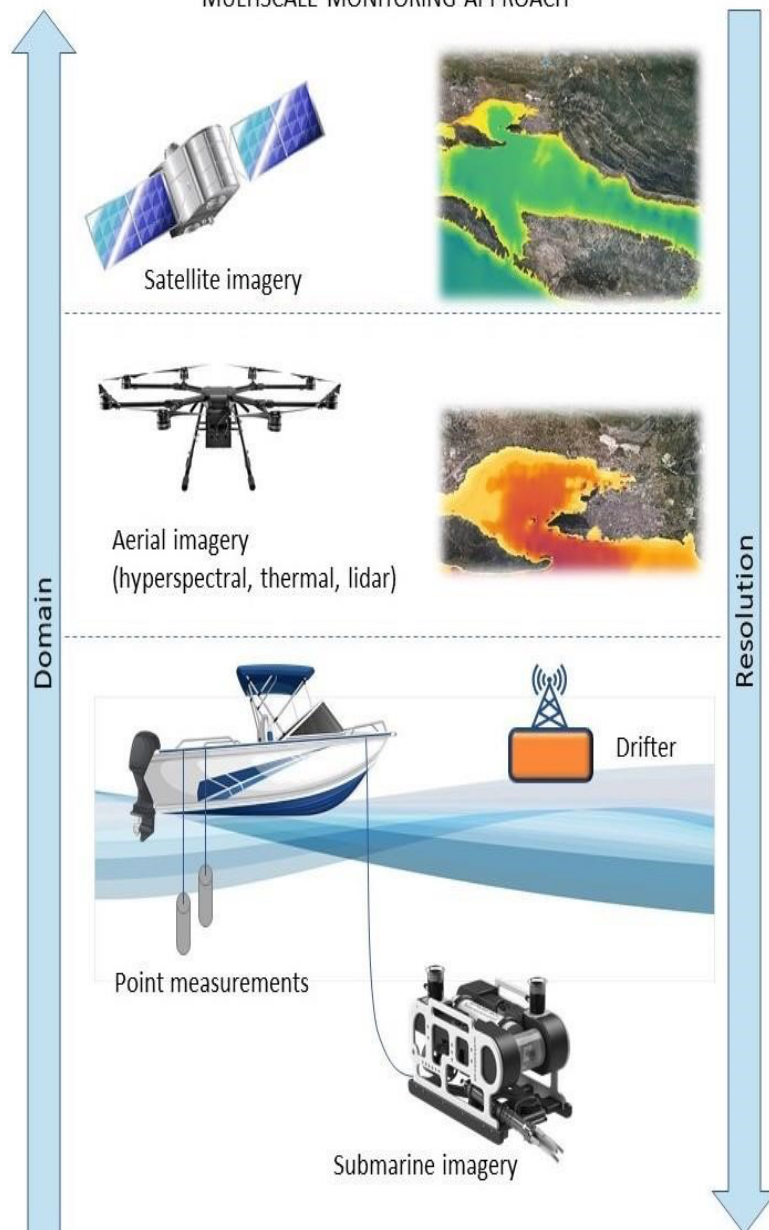 MULTISCALE MONITORING APPROACH
Satellite imagery
Aerial imagery
(hyperspectral, thermal, lidar)
Domain
Resolution
Drifter
Point measurements
Submarine imagery